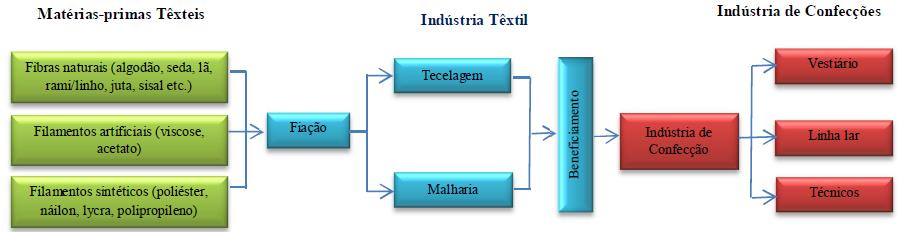 Matérias-primas Têxteis
Indústria Têxtil
Indústria de Confecções
Fibras naturais (algodão, seda, lã,
rami/linho, juta, sisal etc.)
Filamentos artificiais (viscose,
acetato)
Filamentos sintéticos (poliéster,
náilon, lycra, polipropileno)
Fiação
Tecelagem
Malharia
Beneficiamento
Indústria de
Confecção
Vestiário
Linha lar
Técnicos